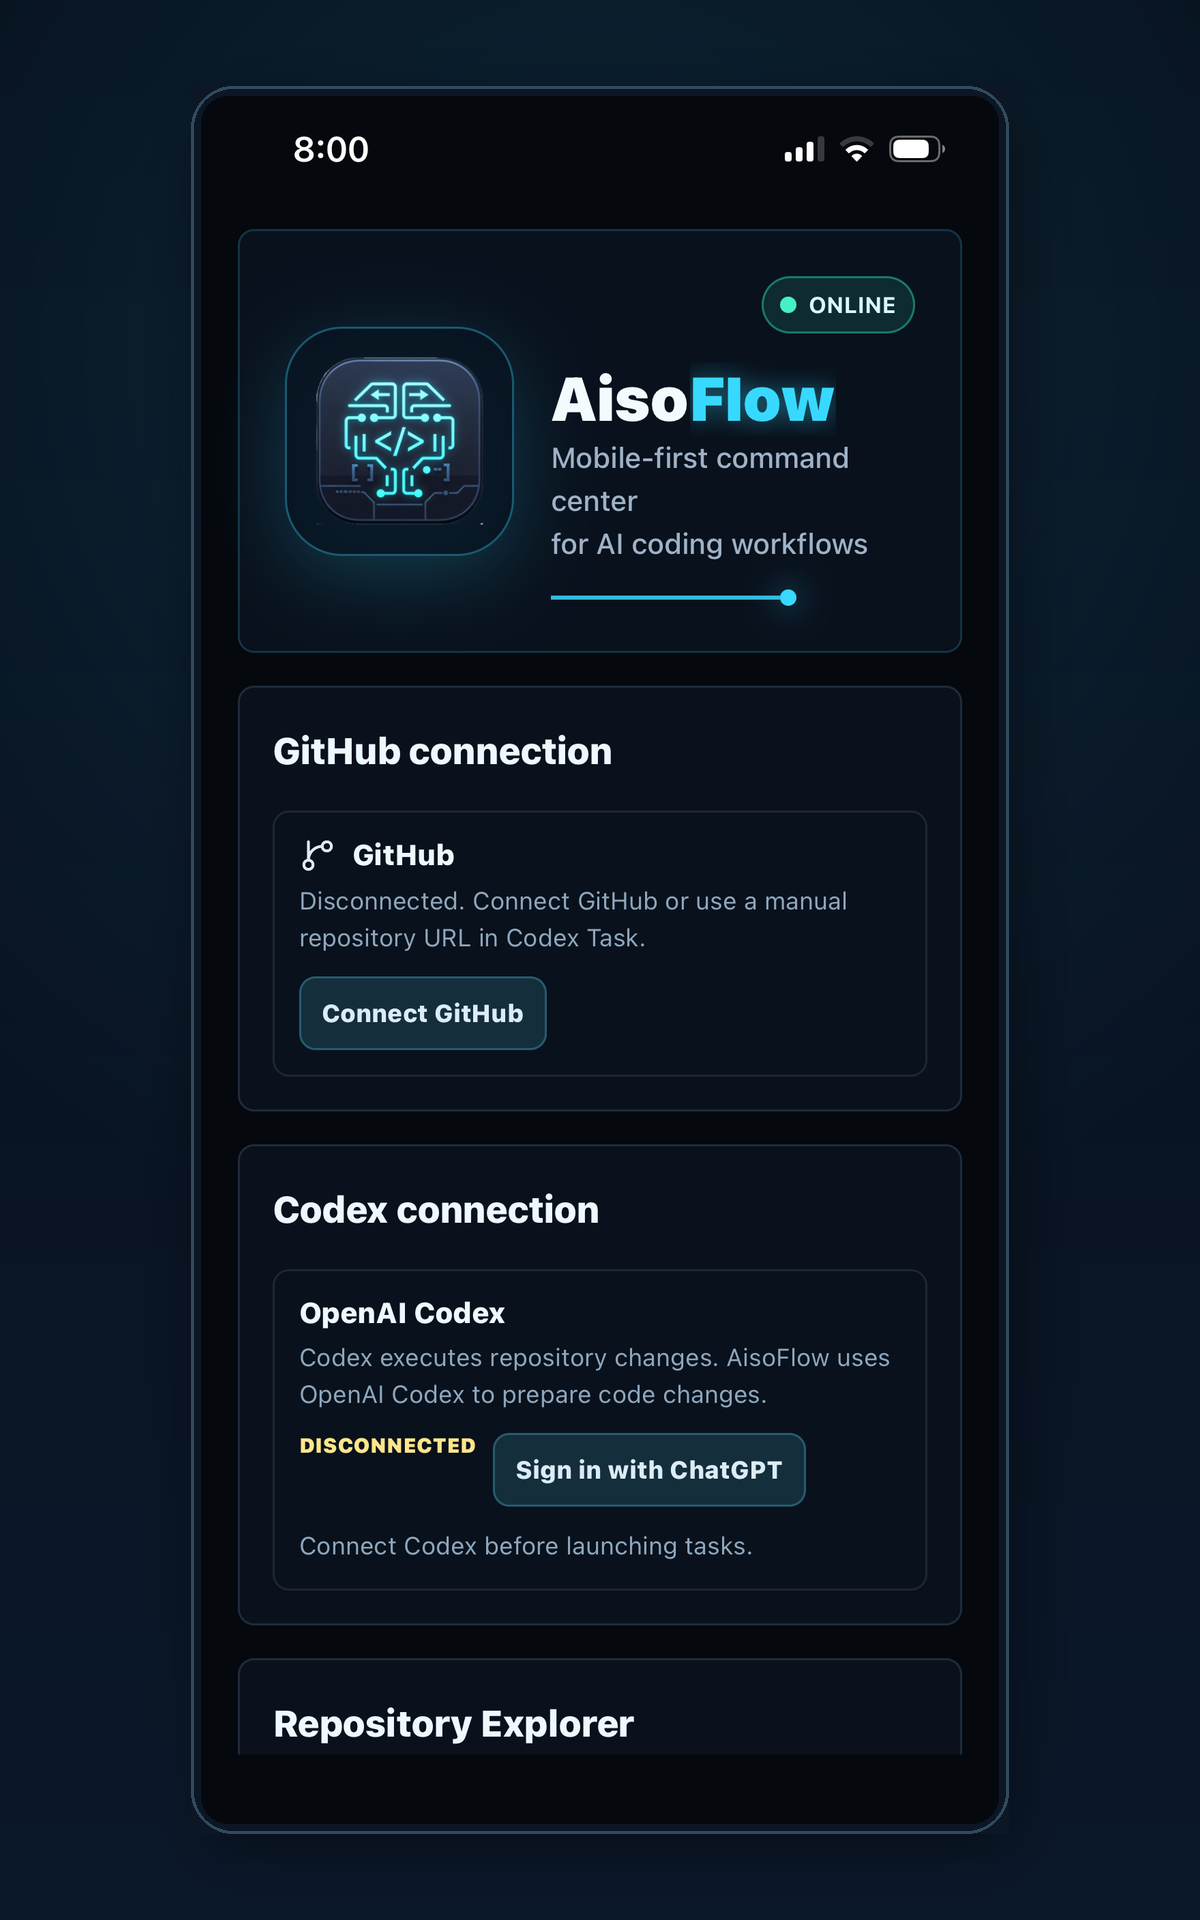 8:00
ONLINE
</>
AisoFlow
Mobile-first command
center
for AI coding workflows
GitHub connection
GitHub
Disconnected. Connect GitHub or use a manual
repository URL in Codex Task.
Connect GitHub
Codex connection
OpenAI Codex
Codex executes repository changes. AisoFlow uses
OpenAI Codex to prepare code changes.
DISCONNECTED
Sign in with ChatGPT
Connect Codex before launching tasks.
Repository Explorer